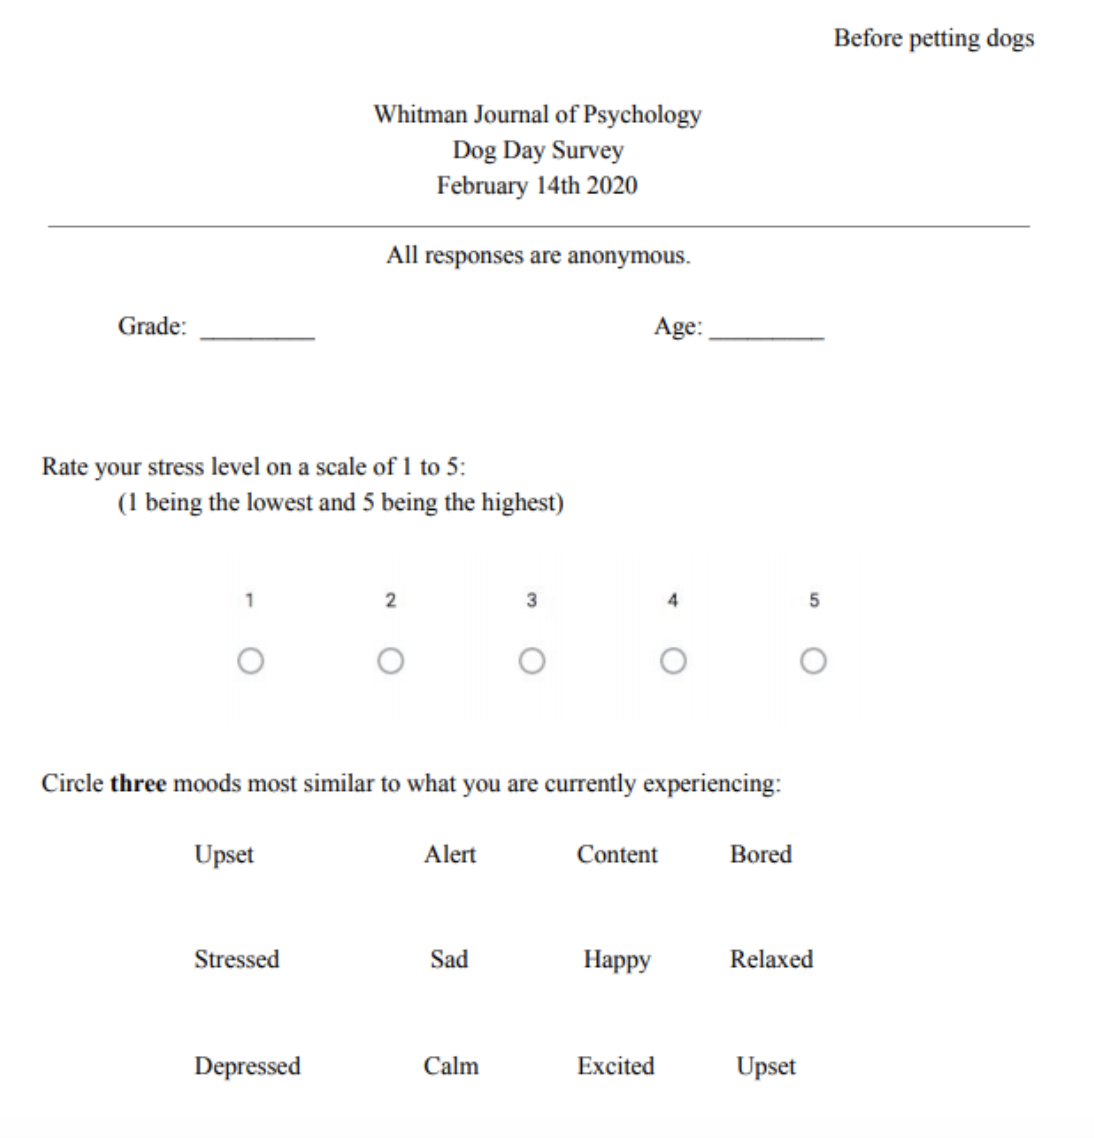 Before petting dogs
Whitman Journal of Psychology
Dog Day Survey
February 14th 2020
All responses are anonymous.
Grade: _________ Age: _________
Rate your stress level on a scale of 1 to 5:
(1 being the lowest and 5 being the highest)
1 2 3 4 5
Circle three moods most similar to what you are currently experiencing:
Upset Alert Content Bored
Stressed Sad Happy Relaxed
Depressed Calm Excited Upset